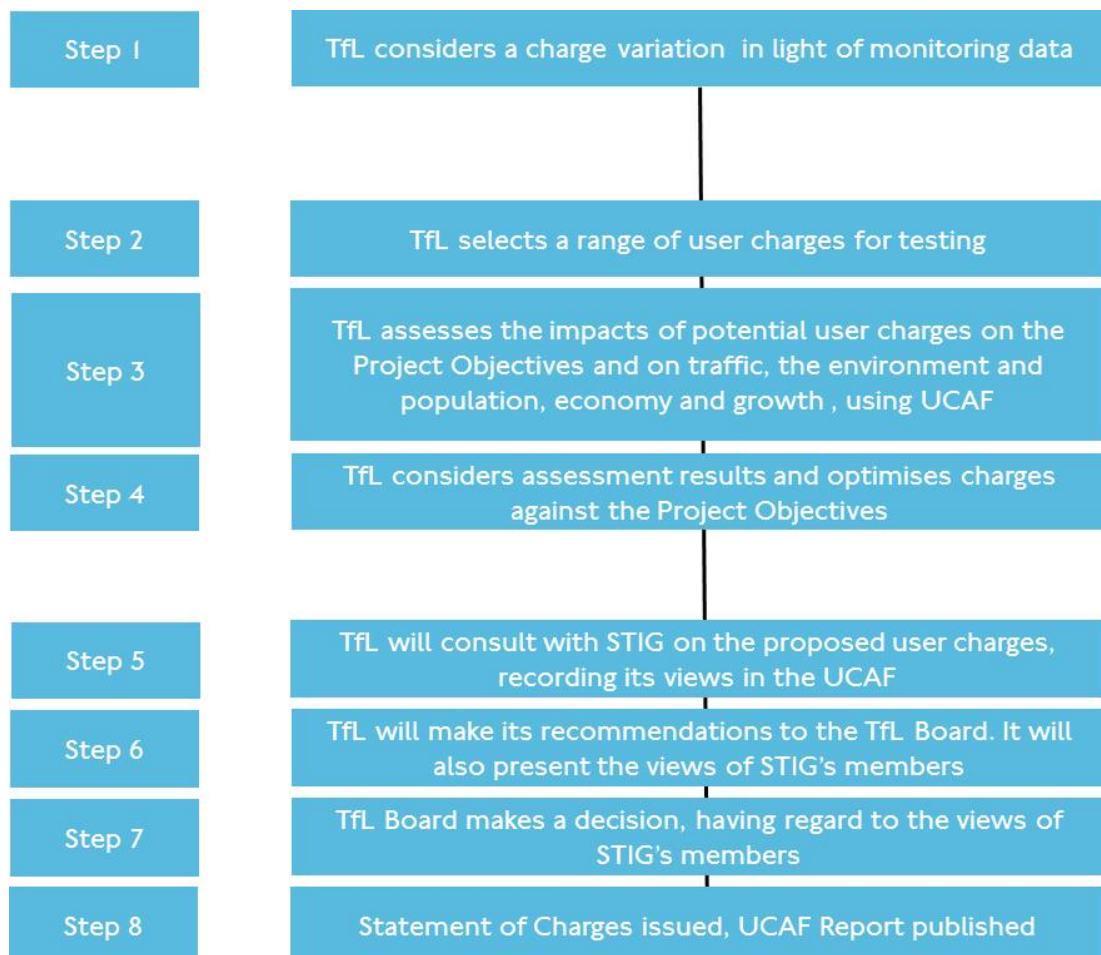 Step 1
TfL considers a charge variation in light of monitoring data
Step 2
TfL selects a range of user charges for testing
Step 3
TfL assesses the impacts of potential user charges on the
Project Objectives and on traffic, the environment and
population, economy and growth , using UCAF
Step 4
TfL considers assessment results and optimises charges
against the Project Objectives
Step 5
TfL will consult with STIG on the proposed user charges,
recording its views in the UCAF
Step 6
TfL will make its recommendations to the TfL Board. It will
also present the views of STIG's members
Step 7
TfL Board makes a decision, having regard to the views of
STIG's members
Step 8
Statement of Charges issued, UCAF Report published